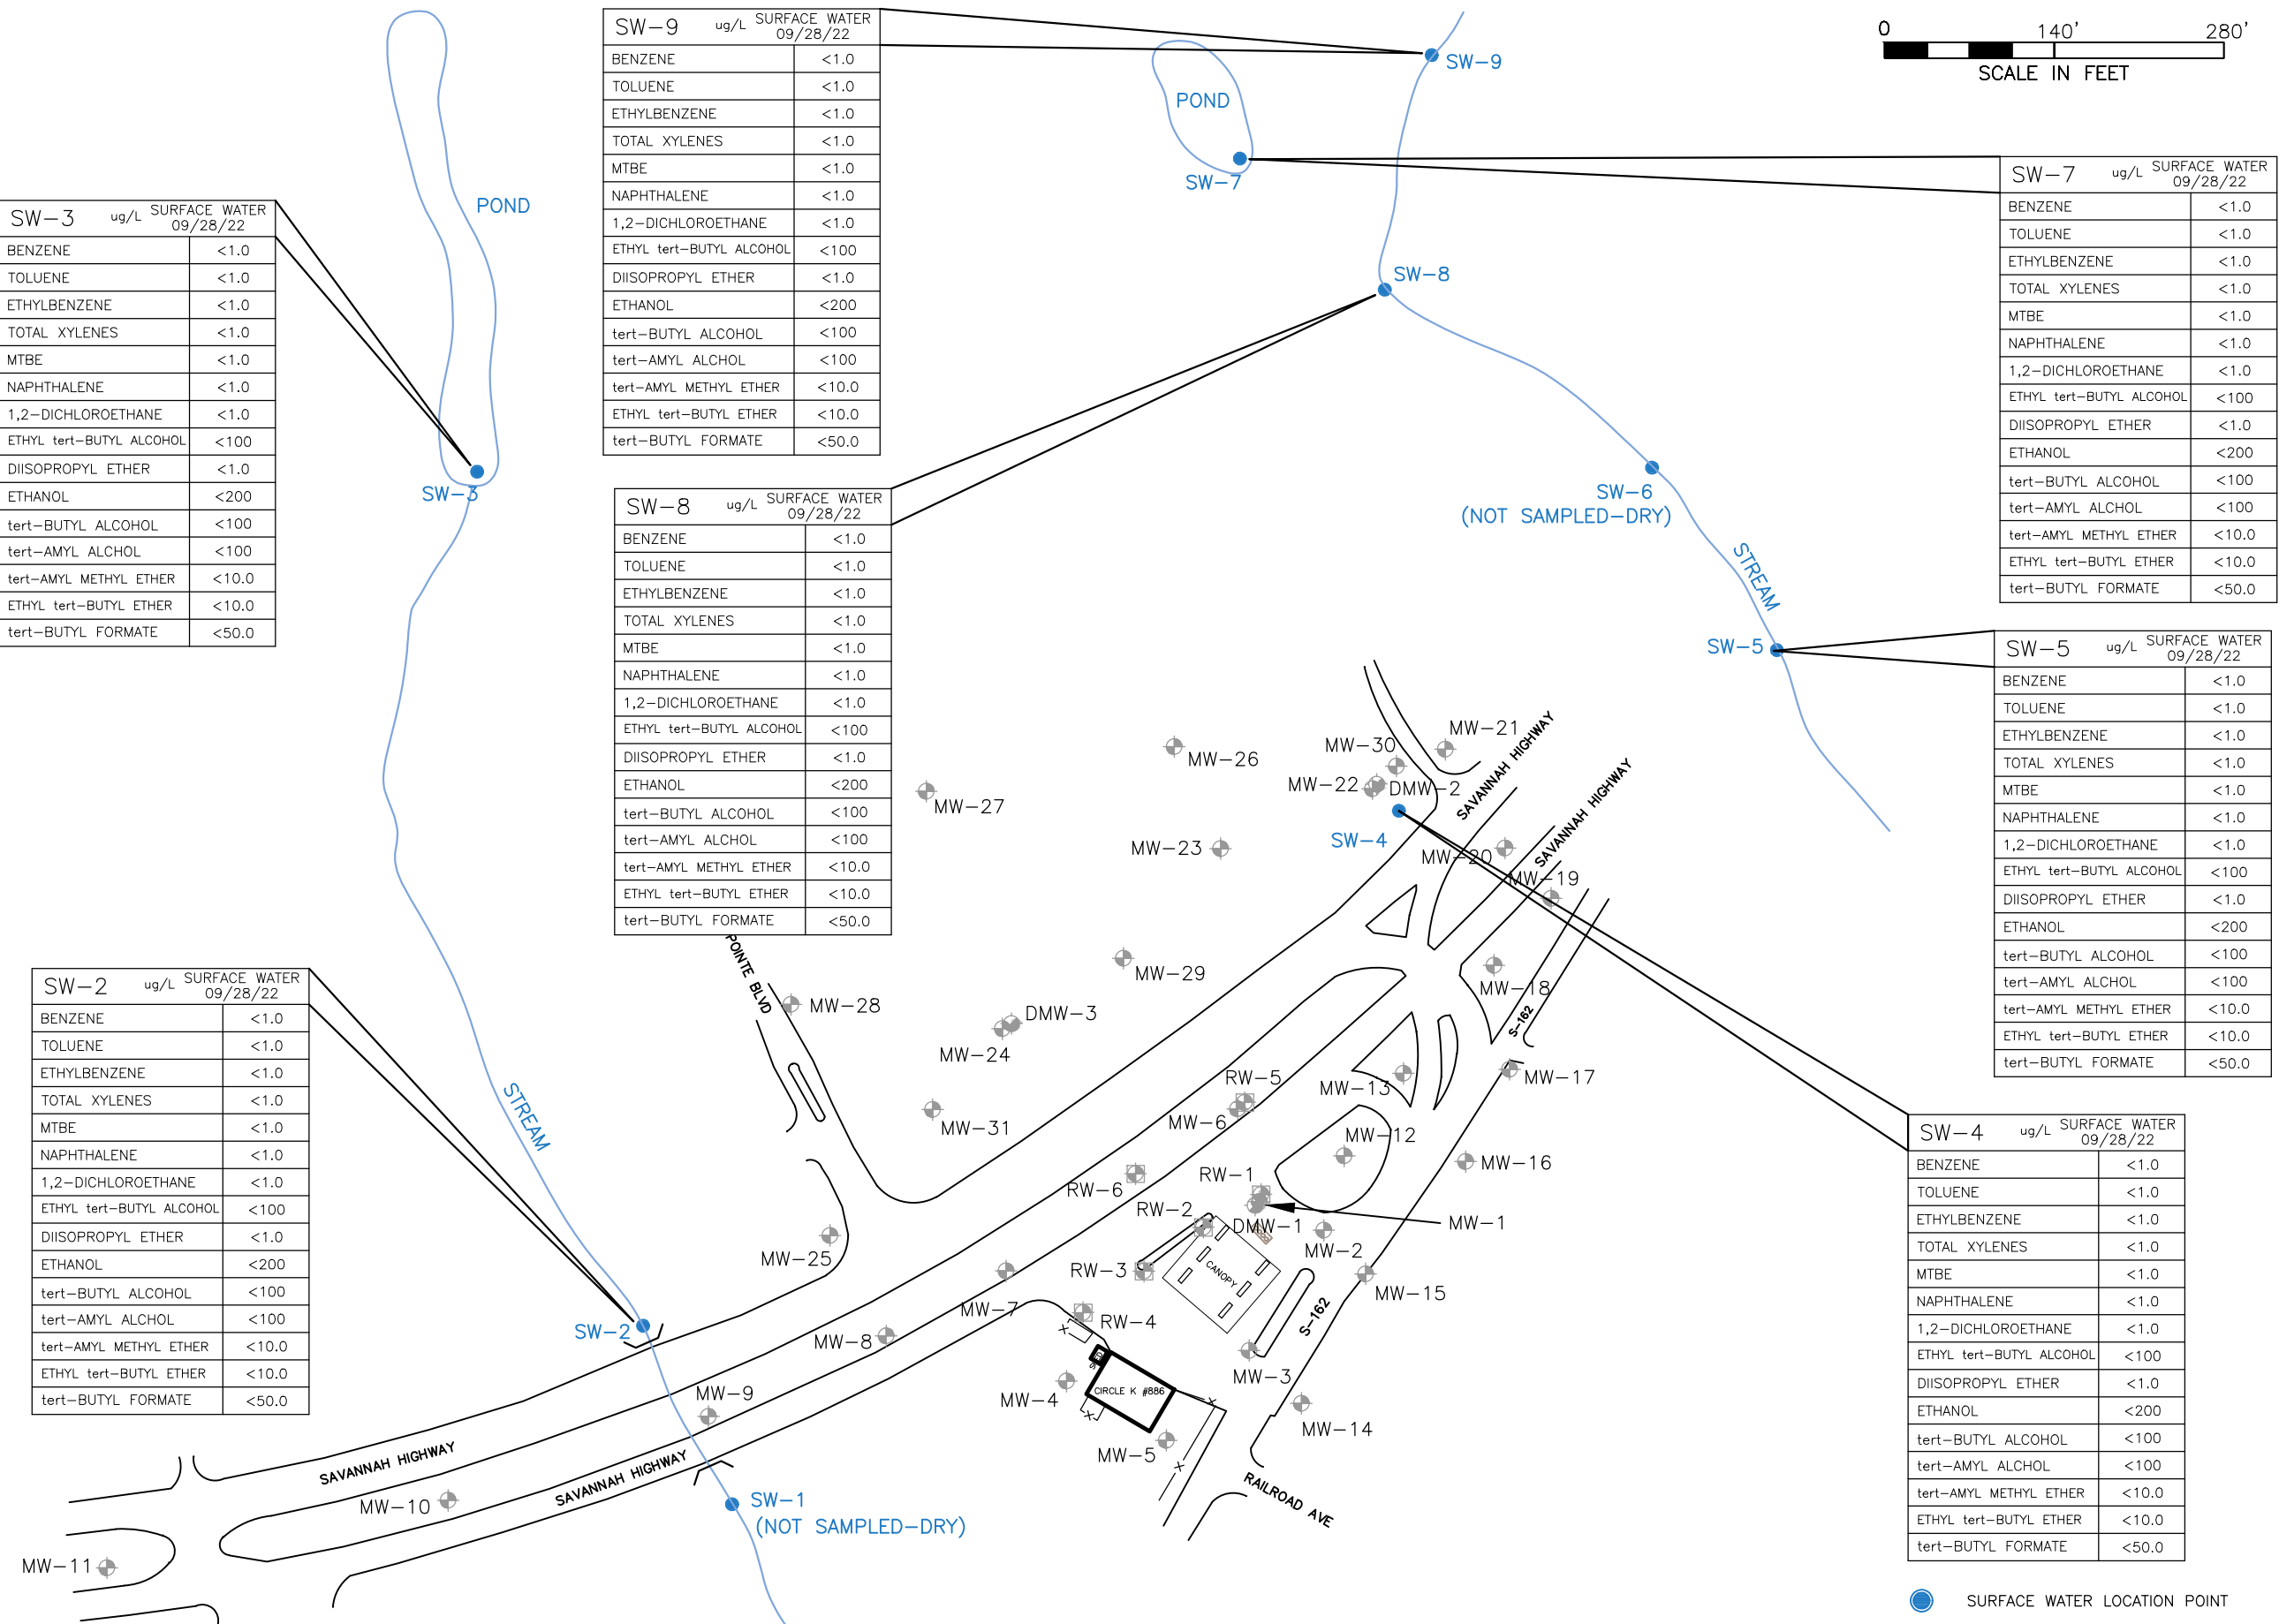 0 140' 280'
SCALE IN FEET
SW-9 ug/L SURFACE WATER 09/28/22
BENZENE <1.0
TOLUENE <1.0
ETHYLBENZENE <1.0
TOTAL XYLENES <1.0
MTBE <1.0
NAPHTHALENE <1.0
1,2-DICHLOROETHANE <1.0
ETHYL tert-BUTYL ALCOHOL <100
DIISOPROPYL ETHER <1.0
ETHANOL <200
tert-BUTYL ALCOHOL <100
tert-AMYL ALCHOL <100
tert-AMYL METHYL ETHER <10.0
ETHYL tert-BUTYL ETHER <10.0
tert-BUTYL FORMATE <50.0
SW-9
POND
SW-7
SW-7 ug/L SURFACE WATER 09/28/22
BENZENE <1.0
TOLUENE <1.0
ETHYLBENZENE <1.0
TOTAL XYLENES <1.0
MTBE <1.0
NAPHTHALENE <1.0
1,2-DICHLOROETHANE <1.0
ETHYL tert-BUTYL ALCOHOL <100
DIISOPROPYL ETHER <1.0
ETHANOL <200
tert-BUTYL ALCOHOL <100
tert-AMYL ALCHOL <100
tert-AMYL METHYL ETHER <10.0
ETHYL tert-BUTYL ETHER <10.0
tert-BUTYL FORMATE <50.0
POND
SW-3 ug/L SURFACE WATER 09/28/22
BENZENE <1.0
TOLUENE <1.0
ETHYLBENZENE <1.0
TOTAL XYLENES <1.0
MTBE <1.0
NAPHTHALENE <1.0
1,2-DICHLOROETHANE <1.0
ETHYL tert-BUTYL ALCOHOL <100
DIISOPROPYL ETHER <1.0
ETHANOL <200
tert-BUTYL ALCOHOL <100
tert-AMYL ALCHOL <100
tert-AMYL METHYL ETHER <10.0
ETHYL tert-BUTYL ETHER <10.0
tert-BUTYL FORMATE <50.0
SW-3
SW-8
SW-8 ug/L SURFACE WATER 09/28/22
BENZENE <1.0
TOLUENE <1.0
ETHYLBENZENE <1.0
TOTAL XYLENES <1.0
MTBE <1.0
NAPHTHALENE <1.0
1,2-DICHLOROETHANE <1.0
ETHYL tert-BUTYL ALCOHOL <100
DIISOPROPYL ETHER <1.0
ETHANOL <200
tert-BUTYL ALCOHOL <100
tert-AMYL ALCHOL <100
tert-AMYL METHYL ETHER <10.0
ETHYL tert-BUTYL ETHER <10.0
tert-BUTYL FORMATE <50.0
SW-6
(NOT SAMPLED-DRY)
STREAM
SW-5
SW-5 ug/L SURFACE WATER 09/28/22
BENZENE <1.0
TOLUENE <1.0
ETHYLBENZENE <1.0
TOTAL XYLENES <1.0
MTBE <1.0
NAPHTHALENE <1.0
1,2-DICHLOROETHANE <1.0
ETHYL tert-BUTYL ALCOHOL <100
DIISOPROPYL ETHER <1.0
ETHANOL <200
tert-BUTYL ALCOHOL <100
tert-AMYL ALCHOL <100
tert-AMYL METHYL ETHER <10.0
ETHYL tert-BUTYL ETHER <10.0
tert-BUTYL FORMATE <50.0
MW-21
MW-30
MW-26
MW-22
DMW-2
MW-27
SW-4
MW-23
SAVANNAH HIGHWAY
SAVANNAH HIGHWAY
MW-20
MW-19
MW-18
S-162
MW-29
POINTE BLVD
MW-28
DMW-3
MW-24
MW-31
RW-5
MW-6
MW-13
MW-17
MW-12
MW-16
RW-1
RW-6
RW-2
DMW-1
MW-1
MW-2
MW-25
RW-3
CANOPY
MW-15
MW-7
RW-4
S-162
MW-8
MW-3
MW-4
CIRCLE K #886
MW-14
MW-5
RAILROAD AVE
SW-2 ug/L SURFACE WATER 09/28/22
BENZENE <1.0
TOLUENE <1.0
ETHYLBENZENE <1.0
TOTAL XYLENES <1.0
MTBE <1.0
NAPHTHALENE <1.0
1,2-DICHLOROETHANE <1.0
ETHYL tert-BUTYL ALCOHOL <100
DIISOPROPYL ETHER <1.0
ETHANOL <200
tert-BUTYL ALCOHOL <100
tert-AMYL ALCHOL <100
tert-AMYL METHYL ETHER <10.0
ETHYL tert-BUTYL ETHER <10.0
tert-BUTYL FORMATE <50.0
STREAM
SW-2
MW-9
SAVANNAH HIGHWAY
SAVANNAH HIGHWAY
MW-10
SW-1
(NOT SAMPLED-DRY)
MW-11
SW-4 ug/L SURFACE WATER 09/28/22
BENZENE <1.0
TOLUENE <1.0
ETHYLBENZENE <1.0
TOTAL XYLENES <1.0
MTBE <1.0
NAPHTHALENE <1.0
1,2-DICHLOROETHANE <1.0
ETHYL tert-BUTYL ALCOHOL <100
DIISOPROPYL ETHER <1.0
ETHANOL <200
tert-BUTYL ALCOHOL <100
tert-AMYL ALCHOL <100
tert-AMYL METHYL ETHER <10.0
ETHYL tert-BUTYL ETHER <10.0
tert-BUTYL FORMATE <50.0
SURFACE WATER LOCATION POINT